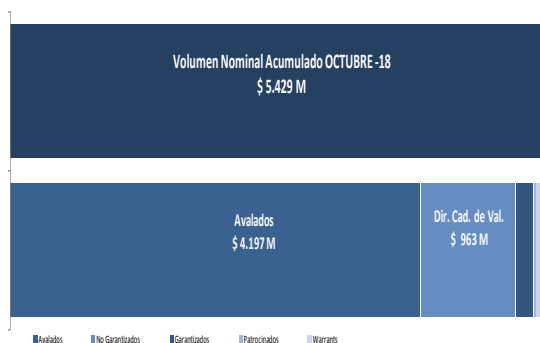 Volumen Nominal Acumulado OCTUBRE -18
$ 5.429 M
Avalados
$ 4.197 M
Dir. Cad. de Val.
$ 963 M
Avalados No Garantizados Garantizados Patrocinados Warrants